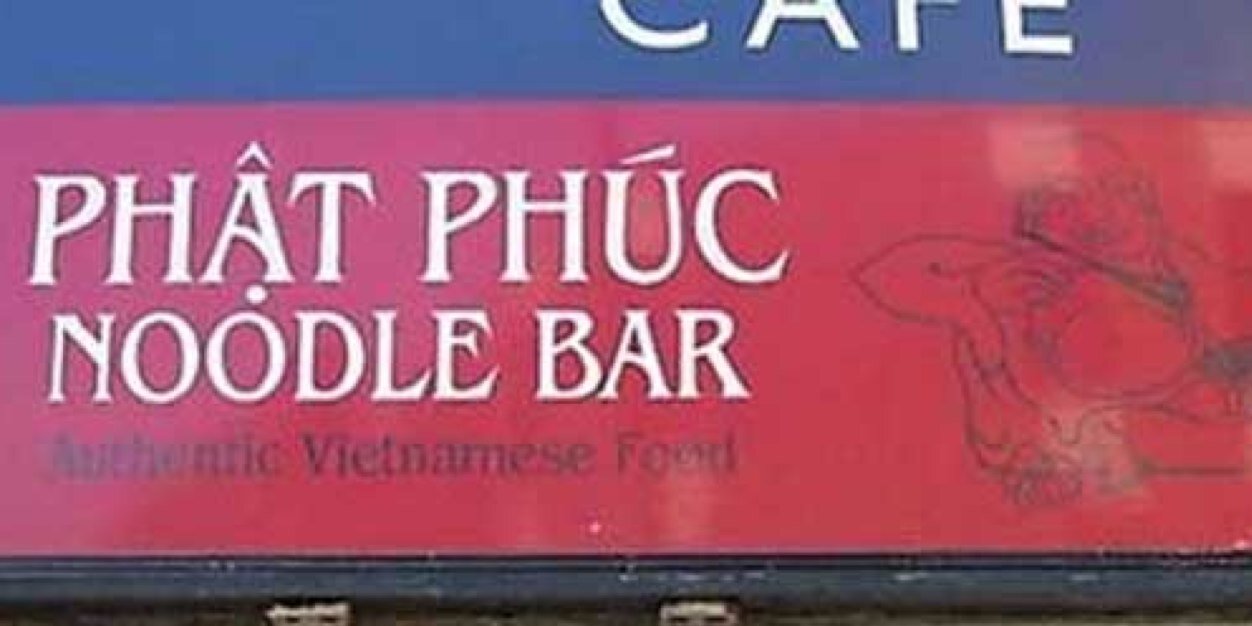 CAFE
PHẬT PHÚC
NOODLE BAR
Authentic Vietnamese Food